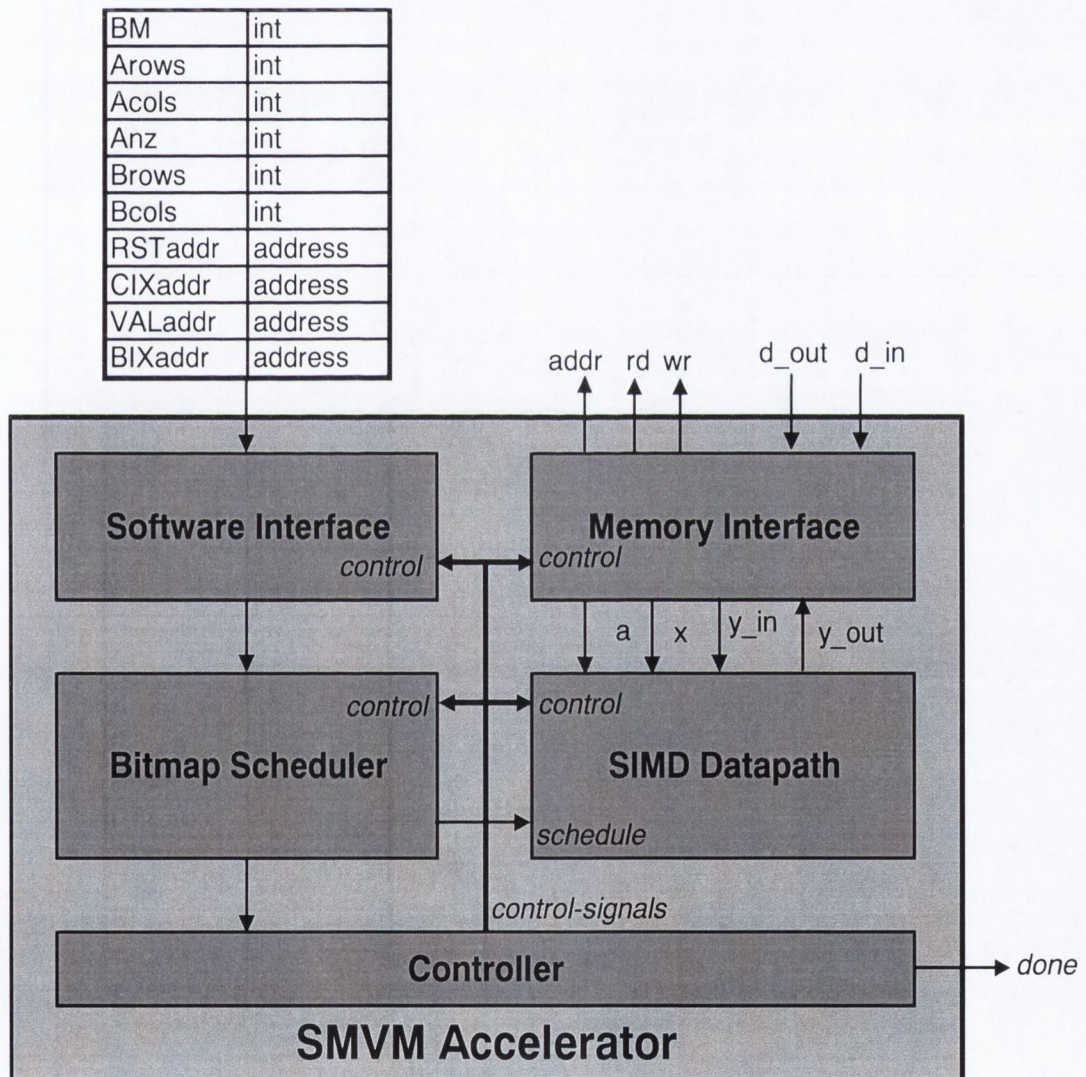 BM int
Arows int
Acols int
Anz int
Brows int
Bcols int
RSTaddr address
CIXaddr address
VALaddr address
BIXaddr address
addr rd wr d_out d_in
Software Interface
control
Memory Interface
control
a x y_in y_out
Bitmap Scheduler
control
SIMD Datapath
control
schedule
control-signals
Controller
done
SMVM Accelerator